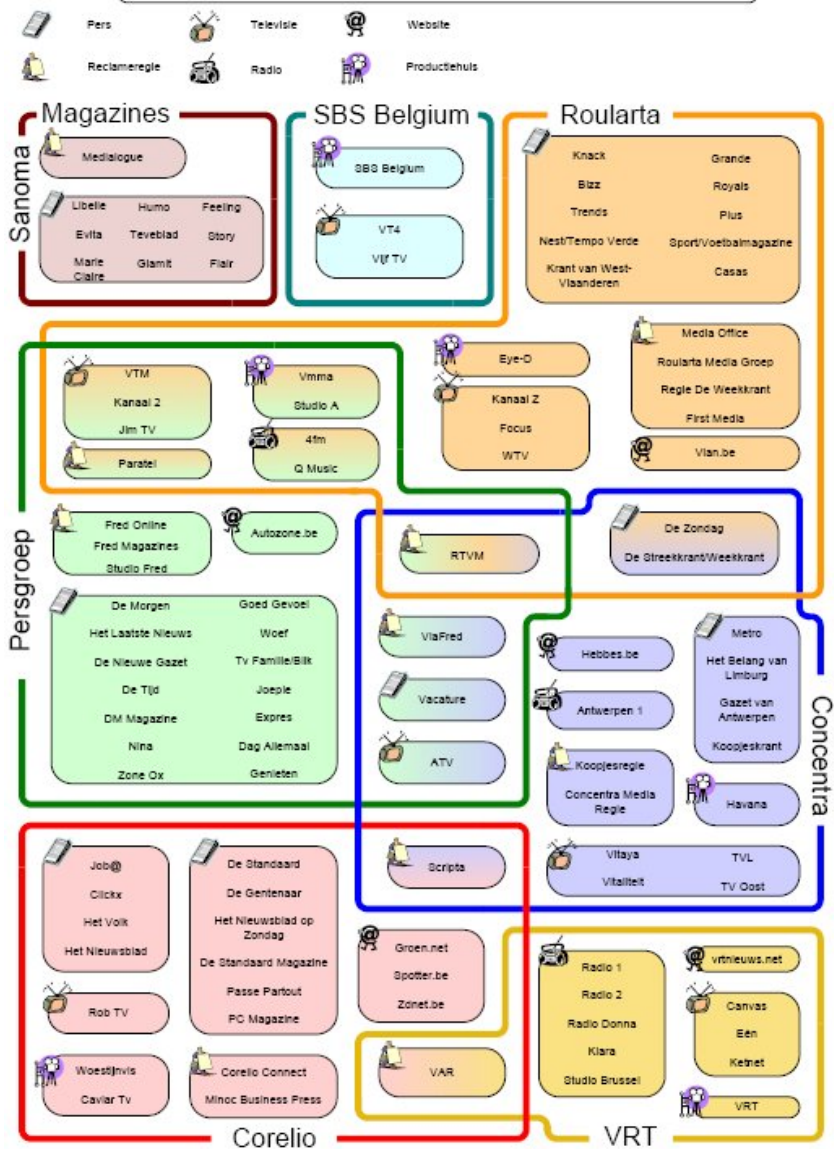 Pers
Televisie
Website
Reclameregie
Radio
Productiehuis
Magazines
SBS Belgium
Roularta
Sanoma
Medialogue
Libelle Humo Feeling
Evita Teveblad Story
Marie Claire Glamit Flair
SBS Belgium
VT4
Vijf TV
Knack Grande
Bizz Royals
Trends Plus
Nest/Tempo Verde Sport/Voetbalmagazine
Krant van West-Vlaanderen Casas
Media Office
Roularta Media Groep
Regie De Weekkrant
First Media
Vlan.be
Eye-D
Kanaal Z
Focus
WTV
Persgroep
VTM
Kanaal 2
Jim TV
Paratel
Vmma
Studio A
4fm
Q Music
Fred Online
Fred Magazines
Studio Fred
Autozone.be
RTVM
De Zondag
De Streekkrant/Weekkrant
De Morgen Goed Gevoel
Het Laatste Nieuws Woef
De Nieuwe Gazet Tv Familie/Blik
De Tijd Joepie
DM Magazine Expres
Nina Dag Allemaal
Zone Ox Genieten
ViaFred
Vacature
ATV
Concentra
Hebbes.be
Antwerpen 1
Koopjesregie
Concentra Media
Regie
Metro
Het Belang van
Limburg
Gazet van
Antwerpen
Koopjeskrant
Havana
Vitaya TVL
Vitaliteit TV Oost
Scripta
Job@
Clickx
Het Volk
Het Nieuwsblad
De Standaard
De Gentenaar
Het Nieuwsblad op
Zondag
De Standaard Magazine
Passe Partout
PC Magazine
Groen.net
Spotter.be
Zdnet.be
Rob TV
Woestijnvis
Caviar Tv
Corelio Connect
Minoc Business Press
VAR
Radio 1
Radio 2
Radio Donna
Klara
Studio Brussel
vrtnieuws.net
Canvas
Eén
Ketnet
VRT
Corelio
VRT